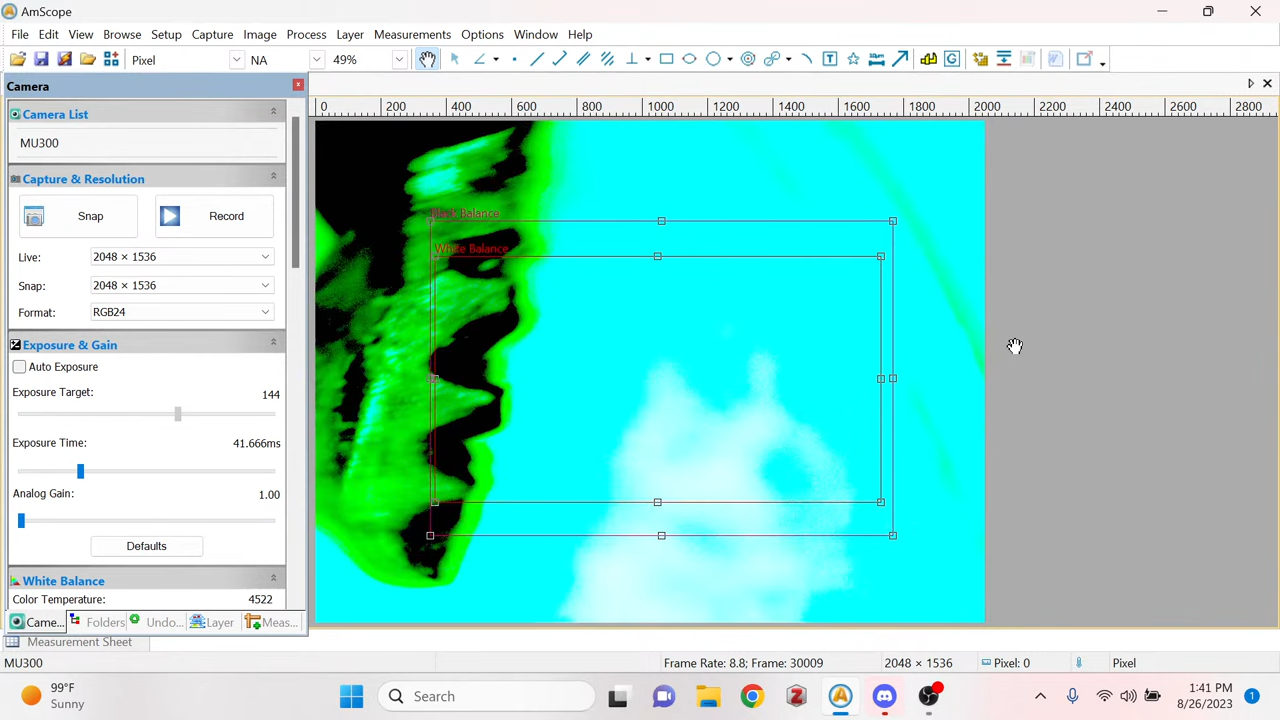 AmScope
File Edit View Browse Setup Capture Image Process Layer Measurements Options Window Help
Pixel NA 49%
Camera
0 200 400 600 800 1000 1200 1400 1600 1800 2000 2200 2400 2600 2800
Camera List
MU300
Capture & Resolution
Snap Record
Live: 2048 × 1536
Snap: 2048 × 1536
Format: RGB24
Exposure & Gain
Auto Exposure
Exposure Target: 144
Exposure Time: 41.666ms
Analog Gain: 1.00
Defaults
White Balance
Color Temperature: 4522
Black Balance
White Balance
Came... Folders Undo... Layer Meas...
Measurement Sheet
MU300 Frame Rate: 8.8; Frame: 30009 2048 × 1536 Pixel: 0 Pixel
99°F
Sunny
Search
1:41 PM
8/26/2023
1